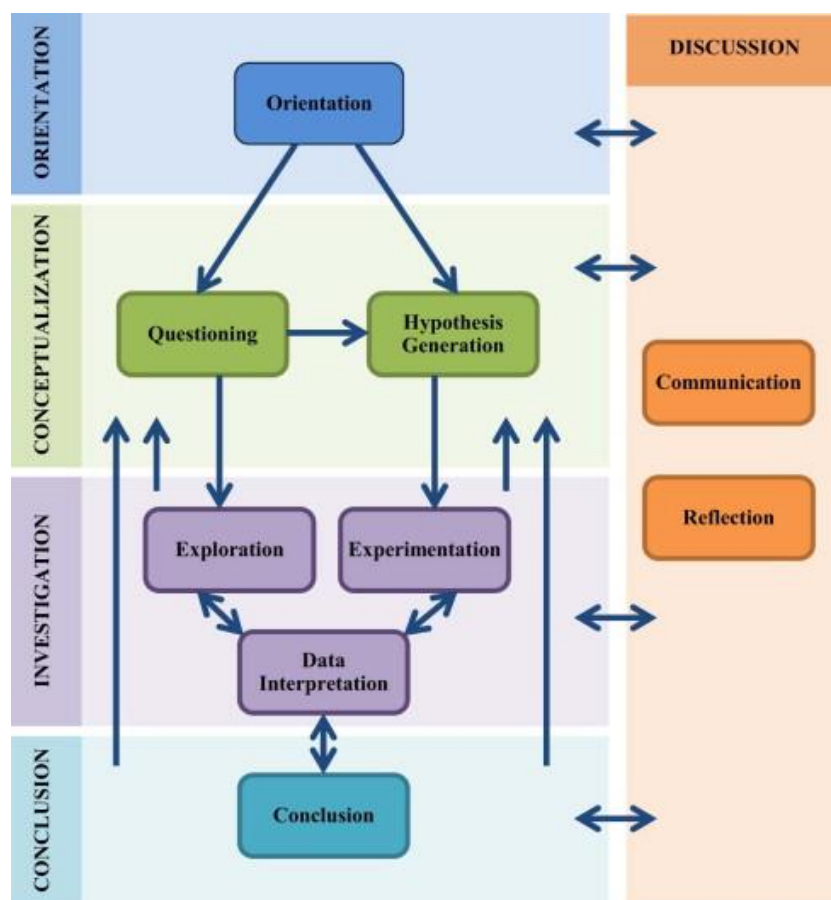 ORIENTATION
Orientation
CONCEPTUALIZATION
Questioning
Hypothesis
Generation
INVESTIGATION
Exploration
Experimentation
Data
Interpretation
CONCLUSION
Conclusion
DISCUSSION
Communication
Reflection